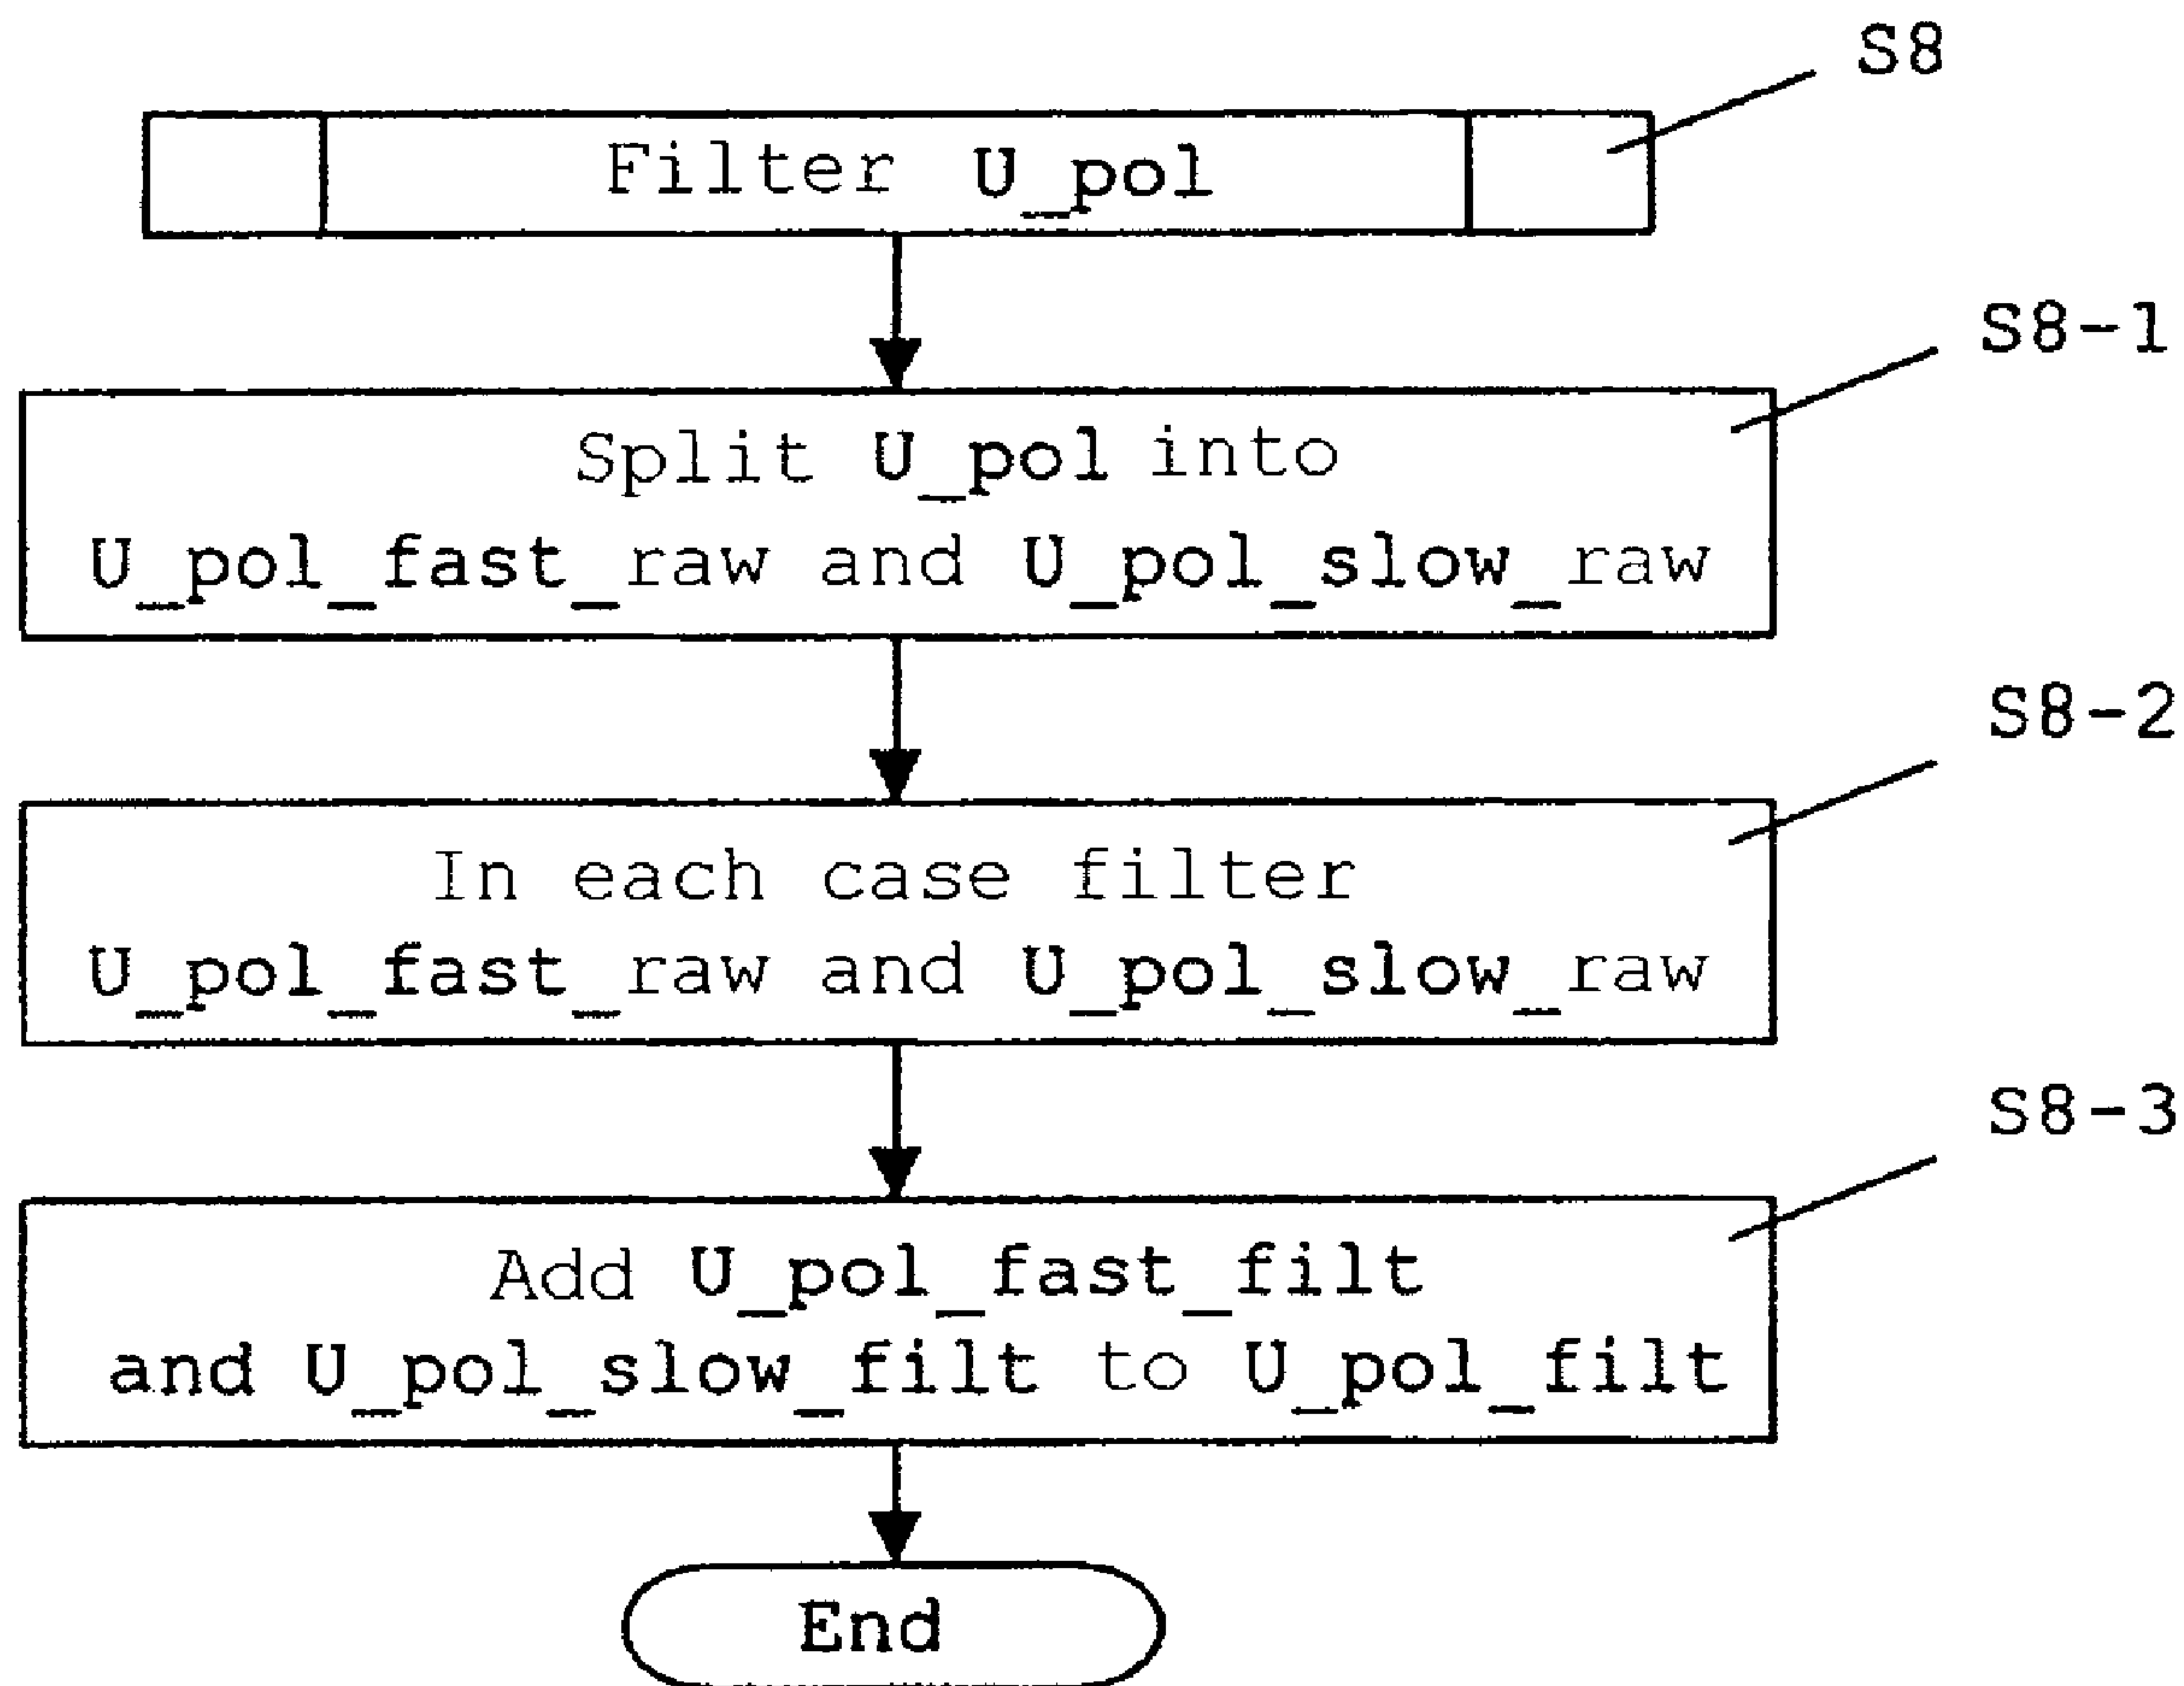 S8
Filter U_pol
S8-1
Split U_pol into
U_pol_fast_raw and U_pol_slow_raw
S8-2
In each case filter
U_pol_fast_raw and U_pol_slow_raw
S8-3
Add U_pol_fast_filt
and U_pol_slow_filt to U_pol_filt
End